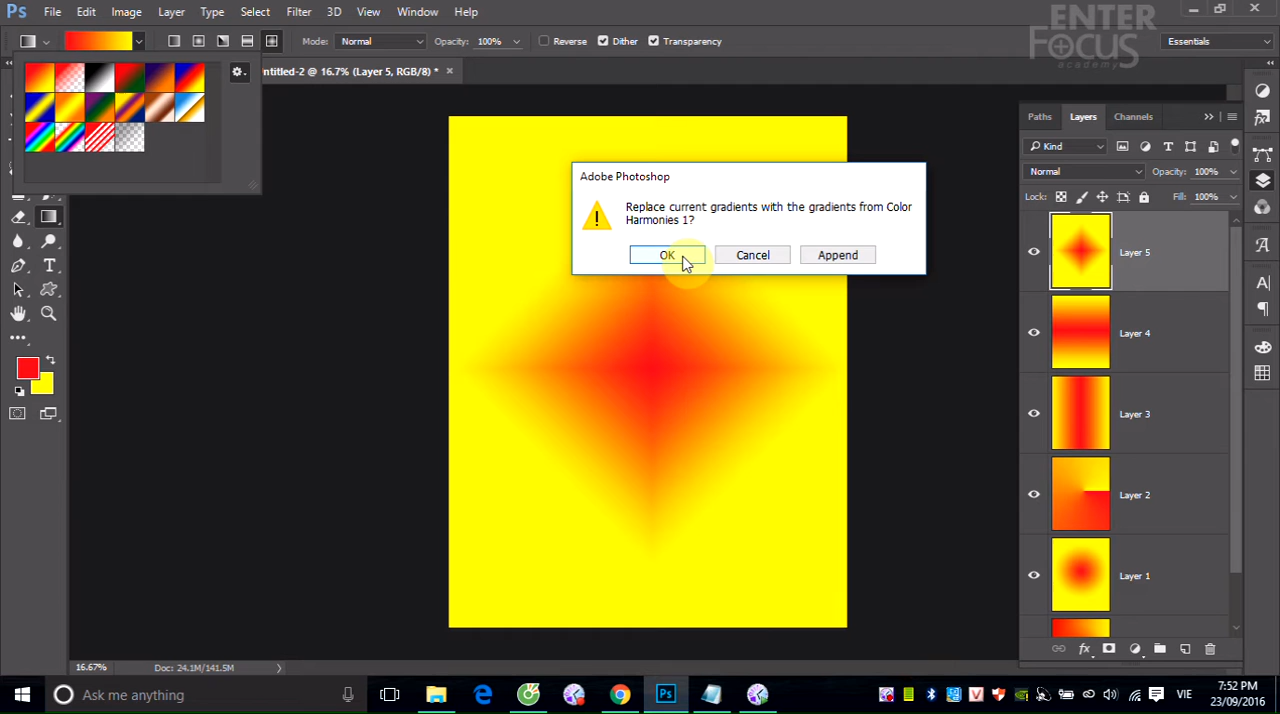 Ps File Edit Image Layer Type Select Filter 3D View Window Help
ENTER
FOCUS
academy
Mode: Normal Opacity: 100% Reverse Dither Transparency Essentials
ntitled-2 @ 16.7% (Layer 5, RGB/8) * ×
Paths Layers Channels
Kind
Normal Opacity: 100%
Lock: Fill: 100%
Adobe Photoshop
Replace current gradients with the gradients from Color
Harmonies 1?
OK Cancel Append
Layer 5
Layer 4
Layer 3
Layer 2
Layer 1
fx
16.67% Doc: 24.1M/141.5M
Ask me anything
Ps
VIE
7:52 PM
23/09/2016